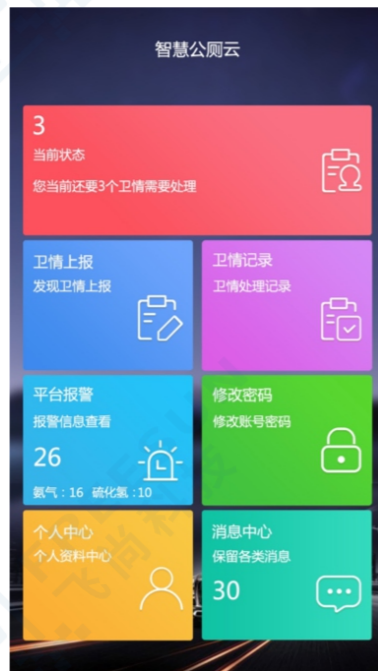 智慧公厕云
3
当前状态
您当前还要3个卫情需要处理
卫情上报
发现卫情上报
卫情记录
卫情处理记录
平台报警
报警信息查看
26
氨气：16 硫化氢：10
修改密码
修改账号密码
个人中心
个人资料中心
消息中心
保留各类消息
30